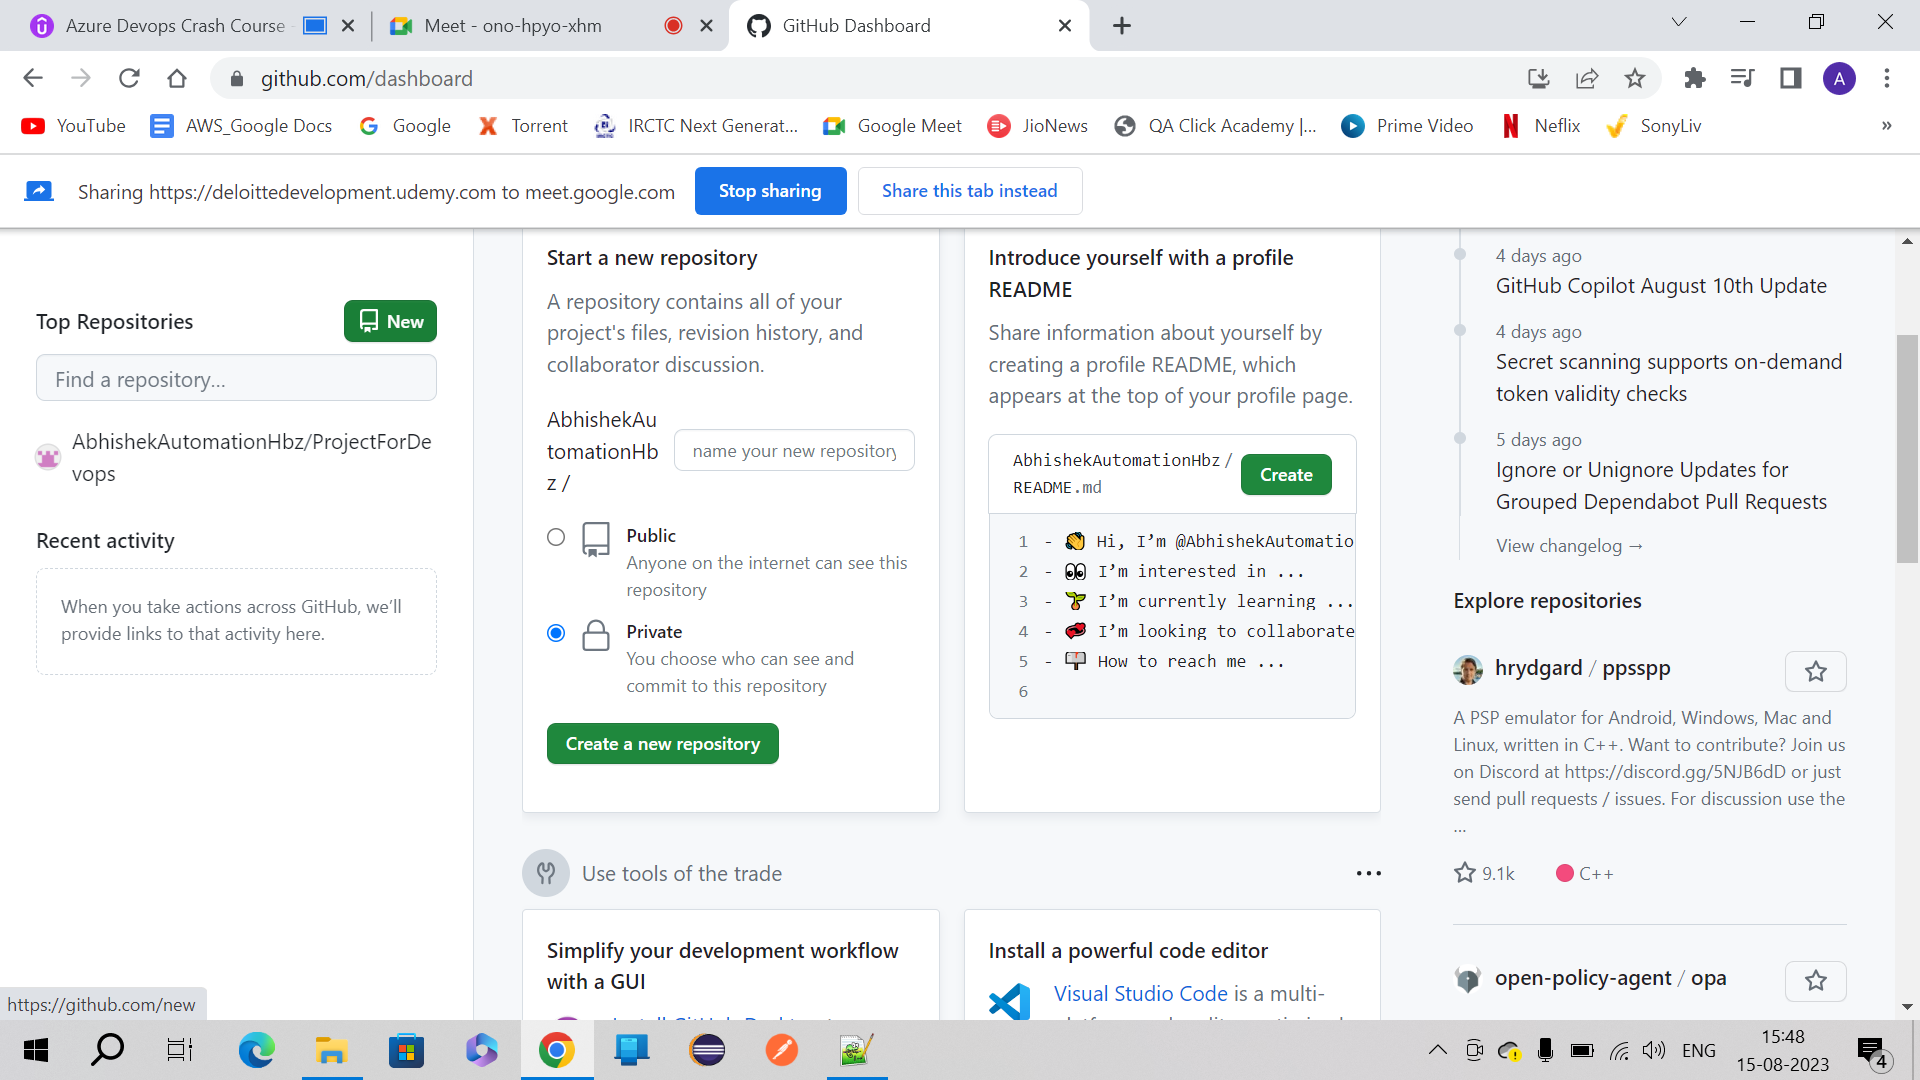 Azure Devops Crash Course
Meet - ono-hpyo-xhm
GitHub Dashboard
github.com/dashboard
A
YouTube
AWS_Google Docs
Google
Torrent
IRCTC Next Generat...
Google Meet
JioNews
QA Click Academy |...
Prime Video
Neflix
SonyLiv
»
Sharing https://deloittedevelopment.udemy.com to meet.google.com
Stop sharing
Share this tab instead
Top Repositories
New
Find a repository...
AbhishekAutomationHbz/ProjectForDe
vops
Recent activity
When you take actions across GitHub, we'll
provide links to that activity here.
Start a new repository
A repository contains all of your
project's files, revision history, and
collaborator discussion.
AbhishekAu
tomationHb
z /
name your new repository
Public
Anyone on the internet can see this
repository
Private
You choose who can see and
commit to this repository
Create a new repository
Introduce yourself with a profile
README
Share information about yourself by
creating a profile README, which
appears at the top of your profile page.
AbhishekAutomationHbz /
README.md
Create
1 - 👋 Hi, I’m @AbhishekAutomatio
2 - 👀 I’m interested in ...
3 - 🌱 I’m currently learning ...
4 - 💞️ I’m looking to collaborate
5 - 📫 How to reach me ...
6
Use tools of the trade
Simplify your development workflow
with a GUI
Install a powerful code editor
Visual Studio Code is a multi-
4 days ago
GitHub Copilot August 10th Update
4 days ago
Secret scanning supports on-demand
token validity checks
5 days ago
Ignore or Unignore Updates for
Grouped Dependabot Pull Requests
View changelog →
Explore repositories
hrydgard / ppsspp
A PSP emulator for Android, Windows, Mac and
Linux, written in C++. Want to contribute? Join us
on Discord at https://discord.gg/5NJB6dD or just
send pull requests / issues. For discussion use the
...
9.1k
C++
open-policy-agent / opa
https://github.com/new
ENG
15:48
15-08-2023
4